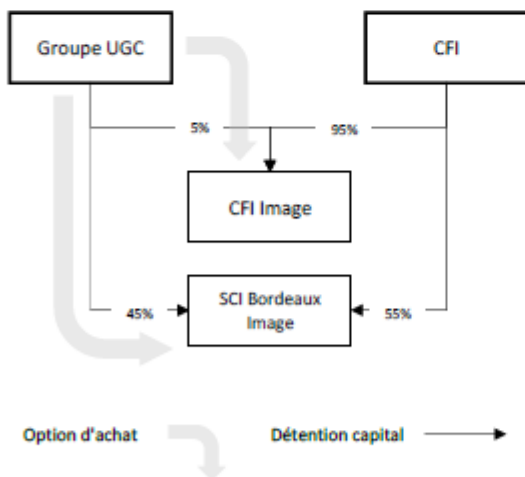 Groupe UGC
CFI
5%
95%
CFI Image
SCI Bordeaux
Image
45%
55%
Option d'achat
Détention capital